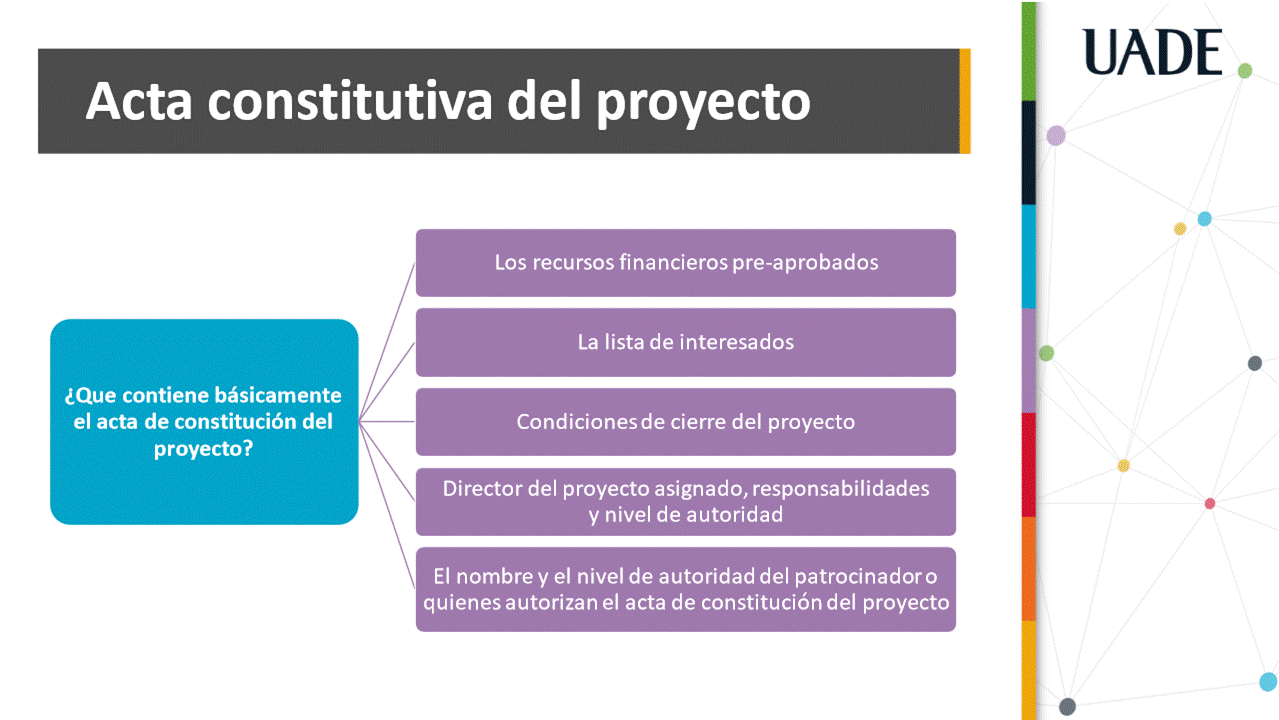 UADE
Acta constitutiva del proyecto
¿Que contiene básicamente
el acta de constitución del
proyecto?
Los recursos financieros pre-aprobados
La lista de interesados
Condiciones de cierre del proyecto
Director del proyecto asignado, responsabilidades
y nivel de autoridad
El nombre y el nivel de autoridad del patrocinador o
quienes autorizan el acta de constitución del proyecto